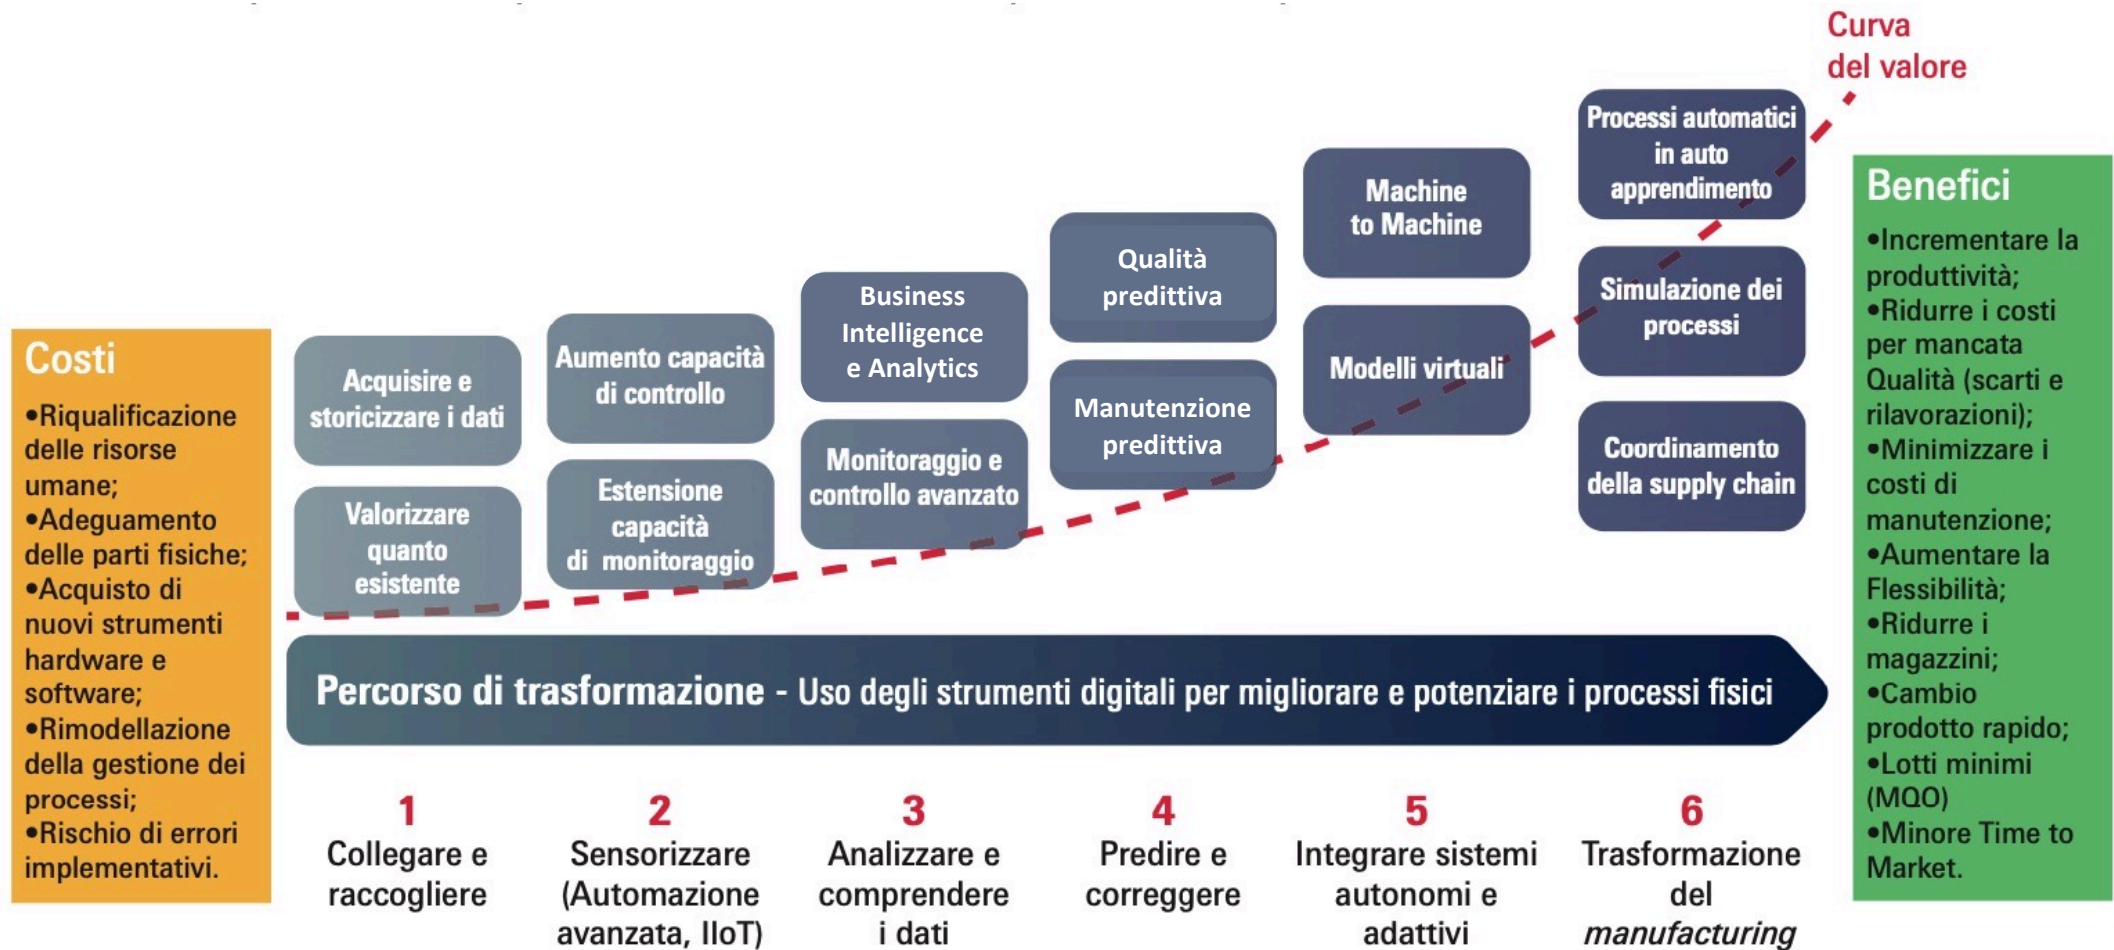 Curva
del valore
Costi
•Riqualificazione
delle risorse
umane;
•Adeguamento
delle parti fisiche;
•Acquisto di
nuovi strumenti
hardware e
software;
•Rimodellazione
della gestione dei
processi;
•Rischio di errori
implementativi.
Acquisire e
storicizzare i dati
Valorizzare
quanto
esistente
Aumento capacità
di controllo
Estensione
capacità
di monitoraggio
Business
Intelligence
e Analytics
Monitoraggio e
controllo avanzato
Qualità
predittiva
Manutenzione
predittiva
Machine
to Machine
Modelli virtuali
Processi automatici
in auto
apprendimento
Simulazione dei
processi
Coordinamento
della supply chain
Benefici
•Incrementare la
produttività;
•Ridurre i costi
per mancata
Qualità (scarti e
rilavorazioni);
•Minimizzare i
costi di
manutenzione;
•Aumentare la
Flessibilità;
•Ridurre i
magazzini;
•Cambio
prodotto rapido;
•Lotti minimi
(MQO)
•Minore Time to
Market.
Percorso di trasformazione - Uso degli strumenti digitali per migliorare e potenziare i processi fisici
1
Collegare e
raccogliere
2
Sensorizzare
(Automazione
avanzata, IIoT)
3
Analizzare e
comprendere
i dati
4
Predire e
correggere
5
Integrare sistemi
autonomi e
adattivi
6
Trasformazione
del
manufacturing